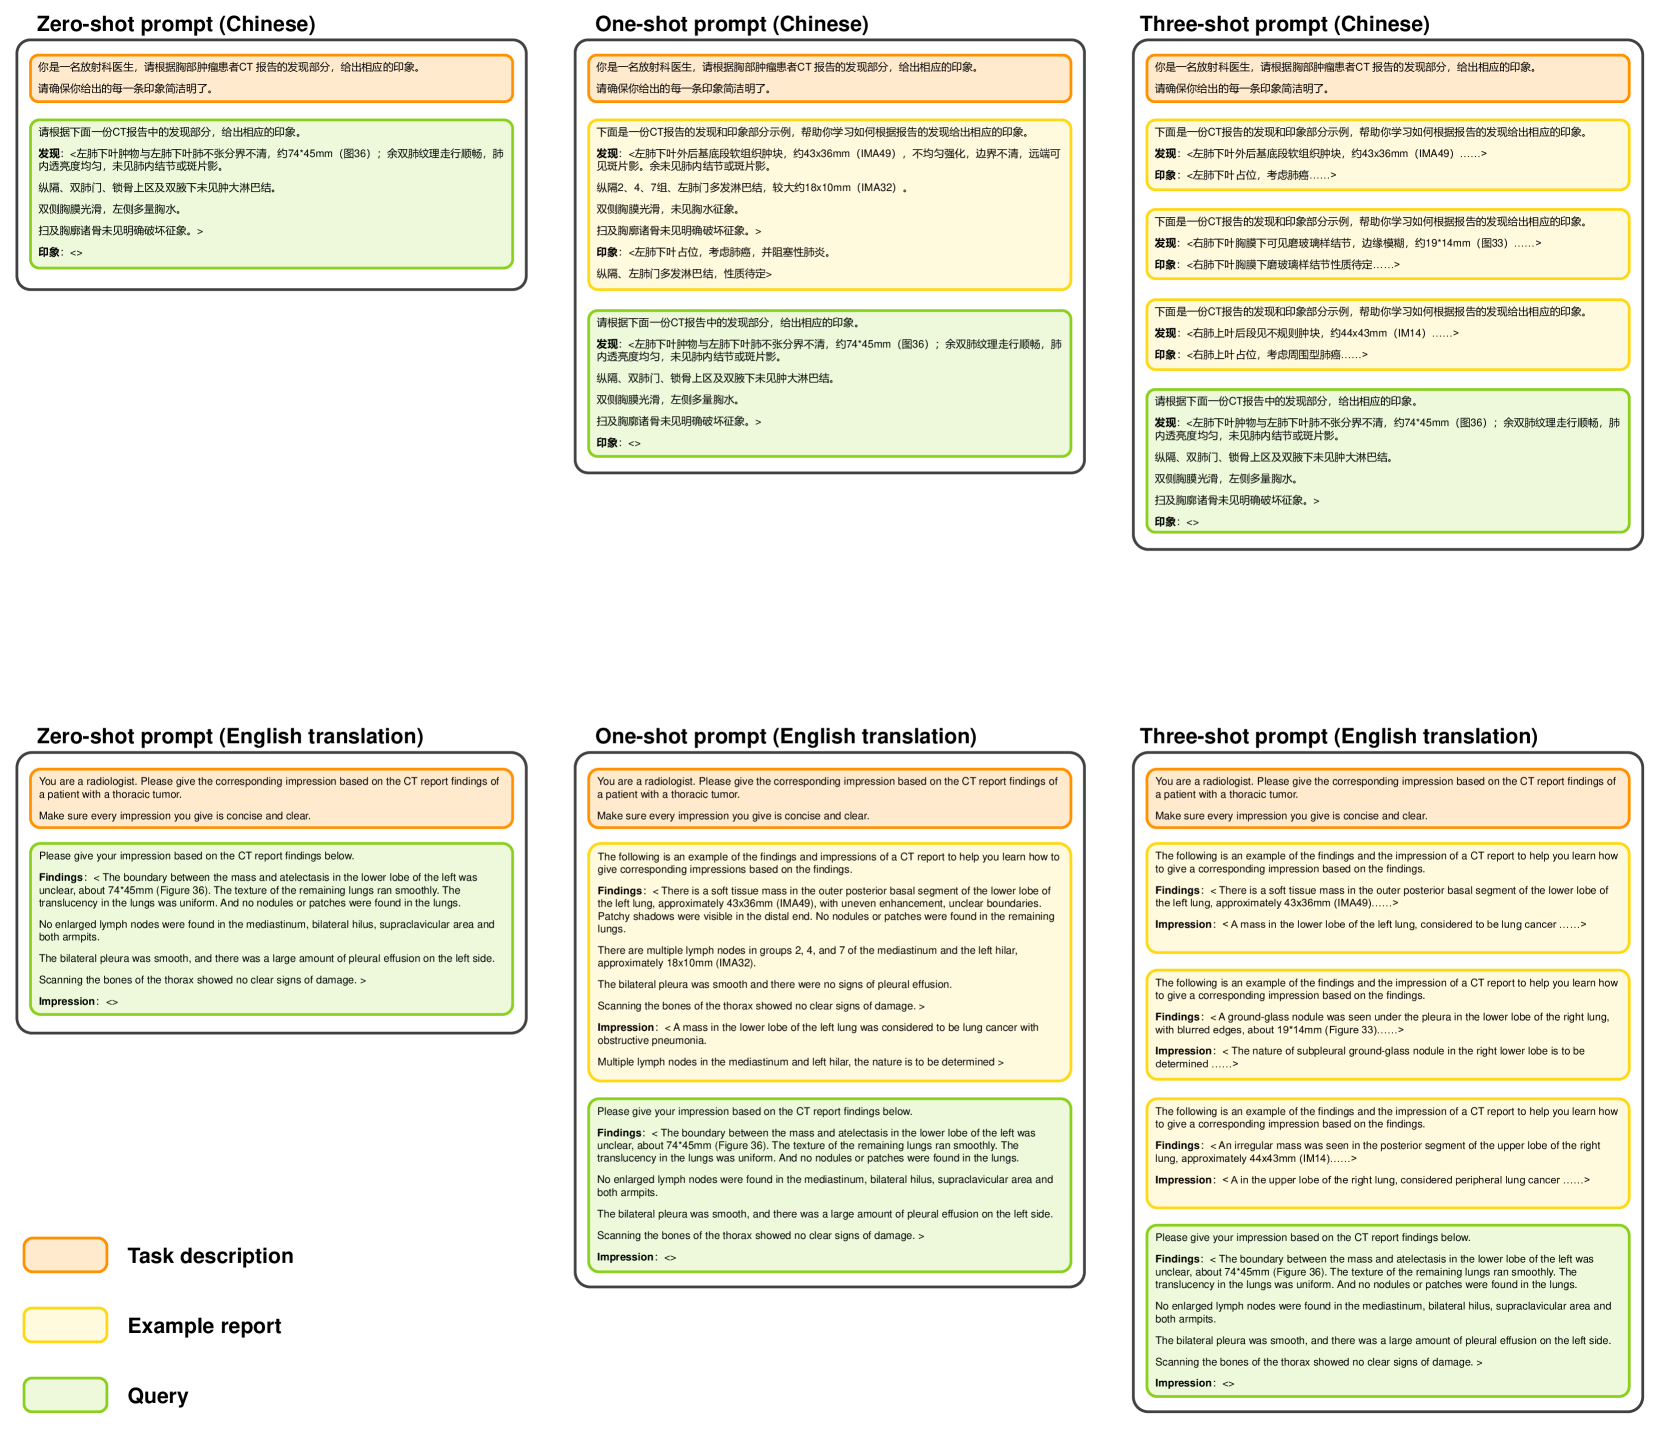 Zero-shot prompt (Chinese)
你是一名放射科医生，请根据胸部肿瘤患者CT 报告的发现部分，给出相应的印象。
请确保你给出的每一条印象简洁明了。
请根据下面一份CT报告中的发现部分，给出相应的印象。
发现：<左肺下叶肿物与左肺下叶肺不张分界不清，约74*45mm（图36）；余双肺纹理走行顺畅，肺
内透亮度均匀，未见肺内结节或斑片影。
纵隔、双肺门、锁骨上区及双腋下未见肿大淋巴结。
双侧胸膜光滑，左侧多量胸水。
扫及胸廓诸骨未见明确破坏征象。>
印象：<>
One-shot prompt (Chinese)
你是一名放射科医生，请根据胸部肿瘤患者CT 报告的发现部分，给出相应的印象。
请确保你给出的每一条印象简洁明了。
下面是一份CT报告的发现和印象部分示例，帮助你学习如何根据报告的发现给出相应的印象。
发现：<左肺下叶外后基底段软组织肿块，约43x36mm（IMA49），不均匀强化，边界不清，远端可
见斑片影。余未见肺内结节或斑片影。
纵隔2、4、7组、左肺门多发淋巴结，较大约18x10mm（IMA32）。
双侧胸膜光滑，未见胸水征象。
扫及胸廓诸骨未见明确破坏征象。>
印象：<左肺下叶占位，考虑肺癌，并阻塞性肺炎。
纵隔、左肺门多发淋巴结，性质待定>
请根据下面一份CT报告中的发现部分，给出相应的印象。
发现：<左肺下叶肿物与左肺下叶肺不张分界不清，约74*45mm（图36）；余双肺纹理走行顺畅，肺
内透亮度均匀，未见肺内结节或斑片影。
纵隔、双肺门、锁骨上区及双腋下未见肿大淋巴结。
双侧胸膜光滑，左侧多量胸水。
扫及胸廓诸骨未见明确破坏征象。>
印象：<>
Three-shot prompt (Chinese)
你是一名放射科医生，请根据胸部肿瘤患者CT 报告的发现部分，给出相应的印象。
请确保你给出的每一条印象简洁明了。
下面是一份CT报告的发现和印象部分示例，帮助你学习如何根据报告的发现给出相应的印象。
发现：<左肺下叶外后基底段软组织肿块，约43x36mm（IMA49）……>
印象：<左肺下叶占位，考虑肺癌……>
下面是一份CT报告的发现和印象部分示例，帮助你学习如何根据报告的发现给出相应的印象。
发现：<右肺下叶胸膜下可见磨玻璃样结节，边缘模糊，约19*14mm（图33）……>
印象：<右肺下叶胸膜下磨玻璃样结节性质待定……>
下面是一份CT报告的发现和印象部分示例，帮助你学习如何根据报告的发现给出相应的印象。
发现：<右肺上叶后段见不规则肿块，约44x43mm（IM14）……>
印象：<右肺上叶占位，考虑周围型肺癌……>
请根据下面一份CT报告中的发现部分，给出相应的印象。
发现：<左肺下叶肿物与左肺下叶肺不张分界不清，约74*45mm（图36）；余双肺纹理走行顺畅，肺
内透亮度均匀，未见肺内结节或斑片影。
纵隔、双肺门、锁骨上区及双腋下未见肿大淋巴结。
双侧胸膜光滑，左侧多量胸水。
扫及胸廓诸骨未见明确破坏征象。>
印象：<>
Zero-shot prompt (English translation)
You are a radiologist. Please give the corresponding impression based on the CT report findings of
a patient with a thoracic tumor.
Make sure every impression you give is concise and clear.
Please give your impression based on the CT report findings below.
Findings：< The boundary between the mass and atelectasis in the lower lobe of the left was
unclear, about 74*45mm (Figure 36). The texture of the remaining lungs ran smoothly. The
translucency in the lungs was uniform. And no nodules or patches were found in the lungs.
No enlarged lymph nodes were found in the mediastinum, bilateral hilus, supraclavicular area and
both armpits.
The bilateral pleura was smooth, and there was a large amount of pleural effusion on the left side.
Scanning the bones of the thorax showed no clear signs of damage. >
Impression：<>
One-shot prompt (English translation)
You are a radiologist. Please give the corresponding impression based on the CT report findings of
a patient with a thoracic tumor.
Make sure every impression you give is concise and clear.
The following is an example of the findings and impressions of a CT report to help you learn how to
give corresponding impressions based on the findings.
Findings：< There is a soft tissue mass in the outer posterior basal segment of the lower lobe of
the left lung, approximately 43x36mm (IMA49), with uneven enhancement, unclear boundaries.
Patchy shadows were visible in the distal end. No nodules or patches were found in the remaining
lungs.
There are multiple lymph nodes in groups 2, 4, and 7 of the mediastinum and the left hilar,
approximately 18x10mm (IMA32).
The bilateral pleura was smooth and there were no signs of pleural effusion.
Scanning the bones of the thorax showed no clear signs of damage. >
Impression：< A mass in the lower lobe of the left lung was considered to be lung cancer with
obstructive pneumonia.
Multiple lymph nodes in the mediastinum and left hilar, the nature is to be determined >
Please give your impression based on the CT report findings below.
Findings：< The boundary between the mass and atelectasis in the lower lobe of the left was
unclear, about 74*45mm (Figure 36). The texture of the remaining lungs ran smoothly. The
translucency in the lungs was uniform. And no nodules or patches were found in the lungs.
No enlarged lymph nodes were found in the mediastinum, bilateral hilus, supraclavicular area and
both armpits.
The bilateral pleura was smooth, and there was a large amount of pleural effusion on the left side.
Scanning the bones of the thorax showed no clear signs of damage. >
Impression：<>
Three-shot prompt (English translation)
You are a radiologist. Please give the corresponding impression based on the CT report findings of
a patient with a thoracic tumor.
Make sure every impression you give is concise and clear.
The following is an example of the findings and the impression of a CT report to help you learn how
to give a corresponding impression based on the findings.
Findings：< There is a soft tissue mass in the outer posterior basal segment of the lower lobe of
the left lung, approximately 43x36mm (IMA49)……>
Impression：< A mass in the lower lobe of the left lung, considered to be lung cancer ……>
The following is an example of the findings and the impression of a CT report to help you learn how
to give a corresponding impression based on the findings.
Findings：< A ground-glass nodule was seen under the pleura in the lower lobe of the right lung,
with blurred edges, about 19*14mm (Figure 33)……>
Impression：< The nature of subpleural ground-glass nodule in the right lower lobe is to be
determined ……>
The following is an example of the findings and the impression of a CT report to help you learn how
to give a corresponding impression based on the findings.
Findings：< An irregular mass was seen in the posterior segment of the upper lobe of the right
lung, approximately 44x43mm (IM14)……>
Impression：< A in the upper lobe of the right lung, considered peripheral lung cancer ……>
Please give your impression based on the CT report findings below.
Findings：< The boundary between the mass and atelectasis in the lower lobe of the left was
unclear, about 74*45mm (Figure 36). The texture of the remaining lungs ran smoothly. The
translucency in the lungs was uniform. And no nodules or patches were found in the lungs.
No enlarged lymph nodes were found in the mediastinum, bilateral hilus, supraclavicular area and
both armpits.
The bilateral pleura was smooth, and there was a large amount of pleural effusion on the left side.
Scanning the bones of the thorax showed no clear signs of damage. >
Impression：<>
Task description
Example report
Query